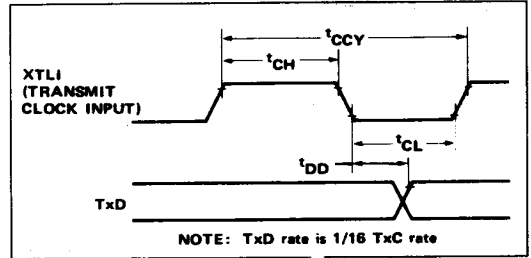 tCCY
tCH
XTLI
(TRANSMIT
CLOCK INPUT)
tCL
tDD
TxD
NOTE: TxD rate is 1/16 TxC rate